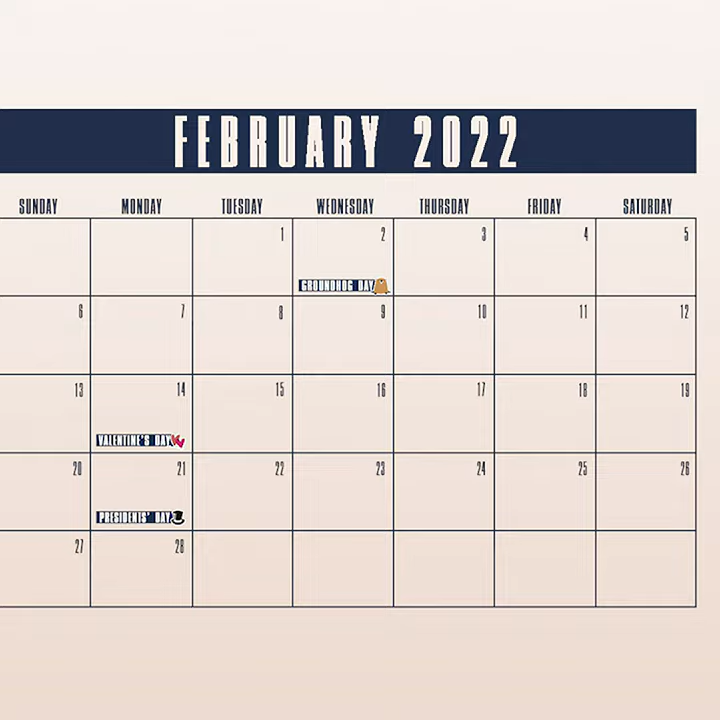 FEBRUARY 2022
SUNDAY MONDAY TUESDAY WEDNESDAY THURSDAY FRIDAY SATURDAY
1 2 3 4 5
GROUNDHOG DAY
6 7 8 9 10 11 12
13 14 15 16 17 18 19
VALENTINE'S DAY
20 21 22 23 24 25 26
PRESIDENTS' DAY
27 28